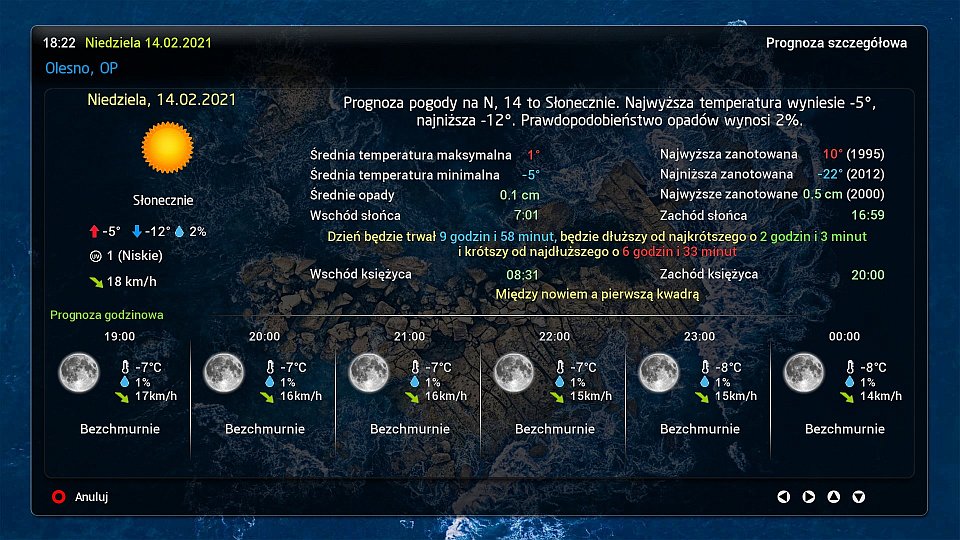 18:22 Niedziela 14.02.2021
Prognoza szczegółowa
Olesno, OP
Niedziela, 14.02.2021
Słonecznie
-5° -12° 2%
UV 1 (Niskie)
18 km/h
Prognoza pogody na N, 14 to Słonecznie. Najwyższa temperatura wyniesie -5°,
najniższa -12°. Prawdopodobieństwo opadów wynosi 2%.
Średnia temperatura maksymalna 1° Najwyższa zanotowana 10° (1995)
Średnia temperatura minimalna -5° Najniższa zanotowana -22° (2012)
Średnie opady 0.1 cm Najwyższe zanotowane 0.5 cm (2000)
Wschód słońca 7:01 Zachód słońca 16:59
Dzień będzie trwał 9 godzin i 58 minut, będzie dłuższy od najkrótszego o 2 godzin i 3 minut
i krótszy od najdłuższego o 6 godzin i 33 minut
Wschód księżyca 08:31 Zachód księżyca 20:00
Między nowiem a pierwszą kwadrą
Prognoza godzinowa
19:00 20:00 21:00 22:00 23:00 00:00
-7°C -7°C -7°C -7°C -8°C -8°C
1% 1% 1% 1% 1% 1%
17km/h 16km/h 16km/h 15km/h 15km/h 14km/h
Bezchmurnie Bezchmurnie Bezchmurnie Bezchmurnie Bezchmurnie Bezchmurnie
Anuluj